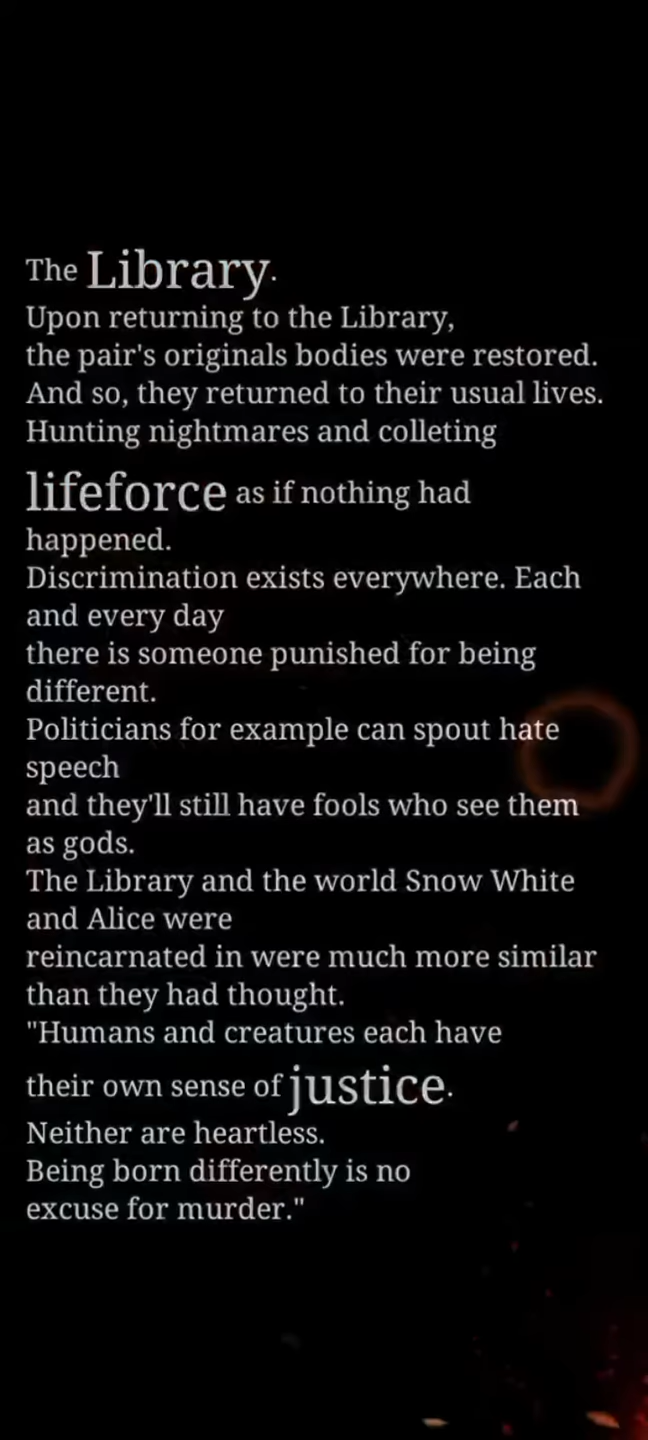 The Library.
Upon returning to the Library,
the pair's originals bodies were restored.
And so, they returned to their usual lives.
Hunting nightmares and colleting
lifeforce as if nothing had
happened.
Discrimination exists everywhere. Each
and every day
there is someone punished for being
different.
Politicians for example can spout hate
speech
and they'll still have fools who see them
as gods.
The Library and the world Snow White
and Alice were
reincarnated in were much more similar
than they had thought.
"Humans and creatures each have
their own sense of justice.
Neither are heartless.
Being born differently is no
excuse for murder."